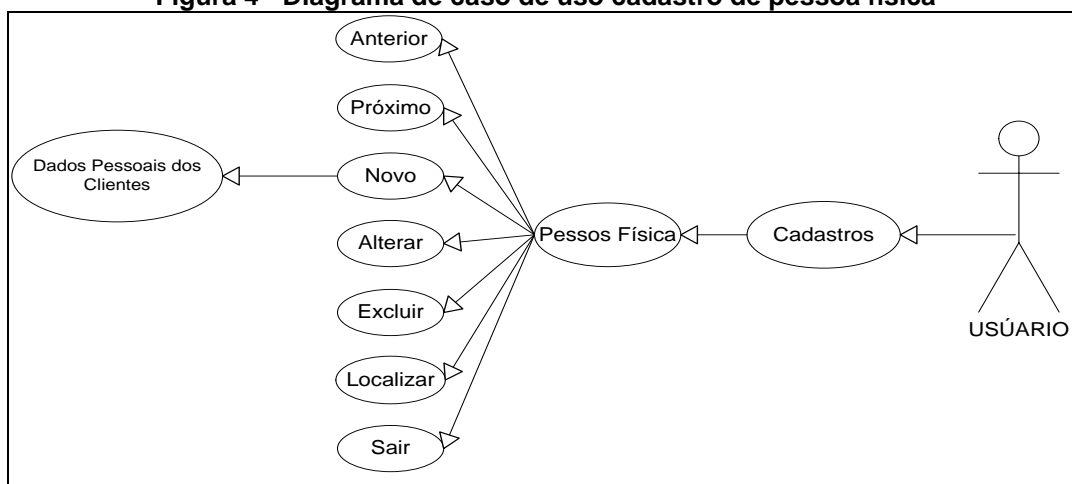 Figura 4 - Diagrama de caso de uso cadastro de pessoa física
Anterior
Próximo
Dados Pessoais dos
Clientes
Novo
Alterar
Pessos Física
Cadastros
Excluir
Localizar
Sair
USÚARIO